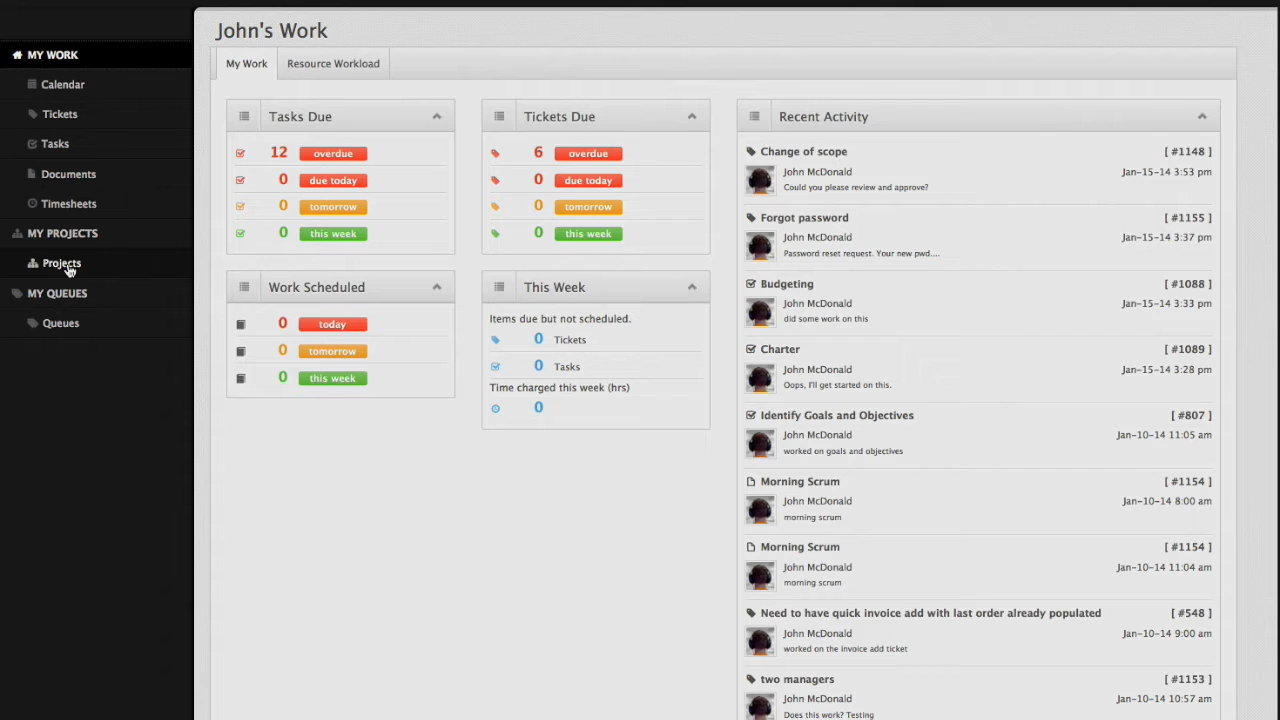 MY WORK
Calendar
Tickets
Tasks
Documents
Timesheets
MY PROJECTS
Projects
MY QUEUES
Queues
John's Work
My Work
Resource Workload
Tasks Due
12 overdue
0 due today
0 tomorrow
0 this week
Tickets Due
6 overdue
0 due today
0 tomorrow
0 this week
Work Scheduled
0 today
0 tomorrow
0 this week
This Week
Items due but not scheduled.
0 Tickets
0 Tasks
Time charged this week (hrs)
0
Recent Activity
Change of scope [ #1148 ]
John McDonald Jan-15-14 3:53 pm
Could you please review and approve?
Forgot password [ #1155 ]
John McDonald Jan-15-14 3:37 pm
Password reset request. Your new pwd....
Budgeting [ #1088 ]
John McDonald Jan-15-14 3:33 pm
did some work on this
Charter [ #1089 ]
John McDonald Jan-15-14 3:28 pm
Oops, I'll get started on this.
Identify Goals and Objectives [ #807 ]
John McDonald Jan-10-14 11:05 am
worked on goals and objectives
Morning Scrum [ #1154 ]
John McDonald Jan-10-14 8:00 am
morning scrum
Morning Scrum [ #1154 ]
John McDonald Jan-10-14 11:04 am
morning scrum
Need to have quick invoice add with last order already populated [ #548 ]
John McDonald Jan-10-14 9:00 am
worked on the invoice add ticket
two managers [ #1153 ]
John McDonald Jan-10-14 10:57 am
Does this work? Testing